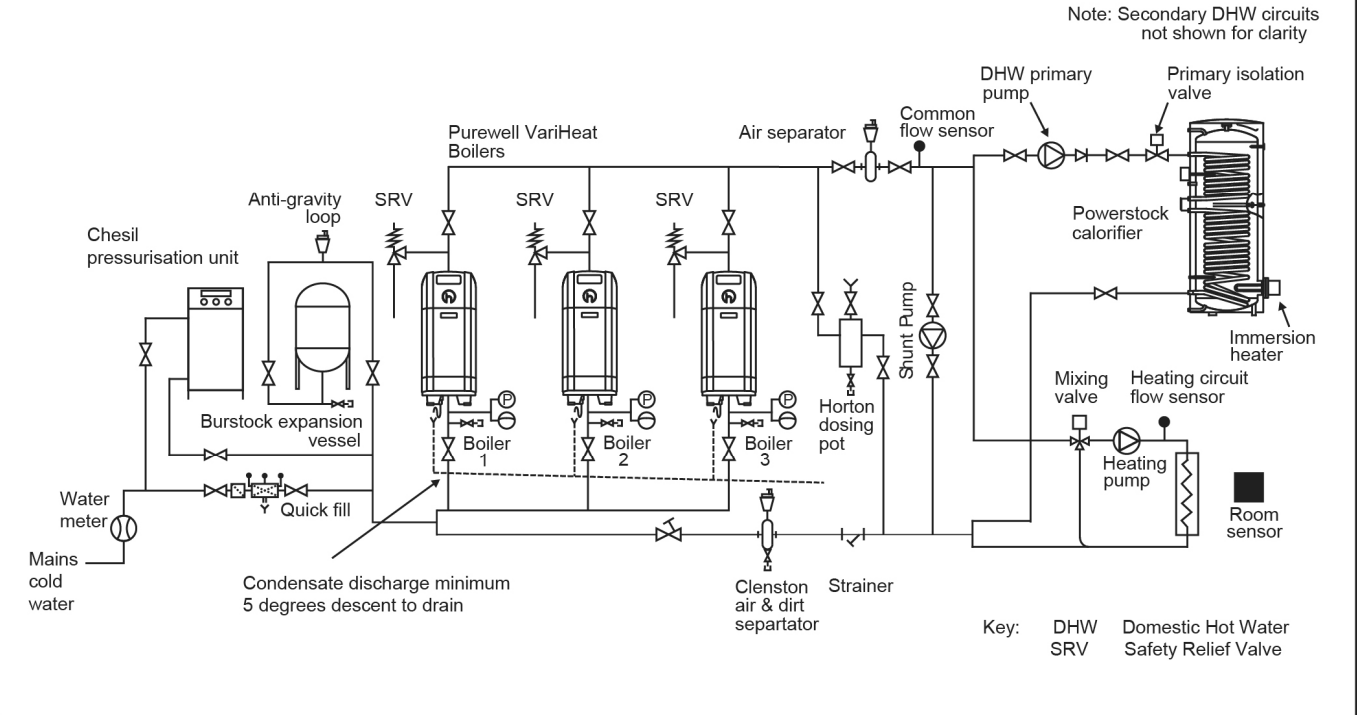 Note: Secondary DHW circuits
not shown for clarity
DHW primary
pump
Primary isolation
valve
Common
flow sensor
Air separator
Purewell VariHeat
Boilers
Anti-gravity
loop
SRV
SRV
SRV
Chesil
pressurisation unit
Powerstock
calorifier
Shunt Pump
Immersion
heater
Mixing
valve
Heating circuit
flow sensor
Horton
dosing
pot
P
P
P
Burstock expansion
vessel
Boiler
1
Boiler
2
Boiler
3
Heating
pump
Water
meter
Quick fill
Room
sensor
Mains
cold
water
Condensate discharge minimum
5 degrees descent to drain
Clenston
air & dirt
separtator
Strainer
Key: DHW Domestic Hot Water
SRV Safety Relief Valve